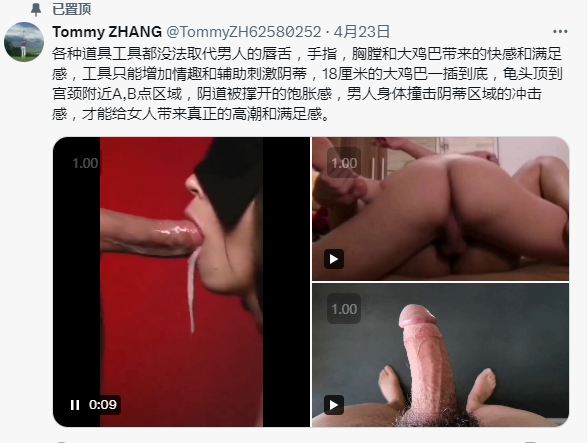 已置顶
Tommy ZHANG @TommyZH62580252 · 4月23日
各种道具工具都没法取代男人的唇舌，手指，胸膛和大鸡巴带来的快感和满足
感，工具只能增加情趣和辅助刺激阴蒂，18厘米的大鸡巴一插到底，龟头顶到
宫颈附近A,B点区域，阴道被撑开的饱胀感，男人身体撞击阴蒂区域的冲击
感，才能给女人带来真正的高潮和满足感。
1.00
1.00
1.00
0:09